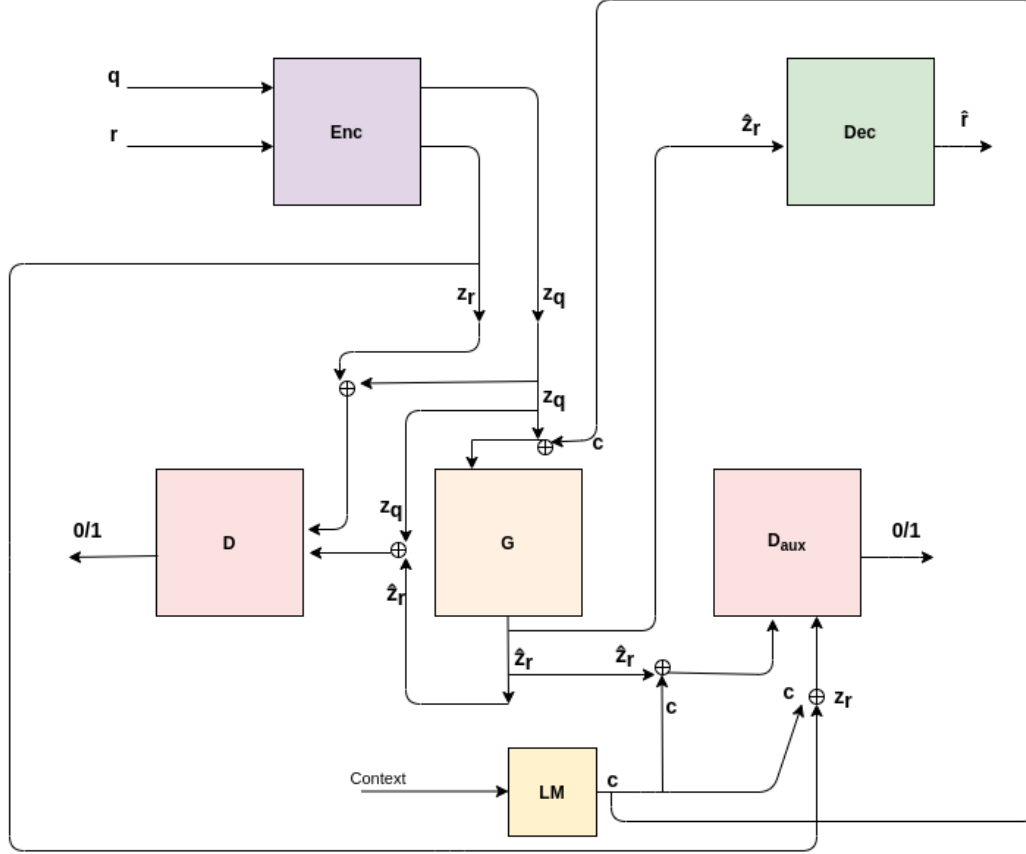 q
Enc
r
ẑr
Dec
r̂
zr
zq
zq
c
zq
0/1
D
G
Daux
0/1
ẑr
ẑr
ẑr
c
c
zr
Context
LM
c